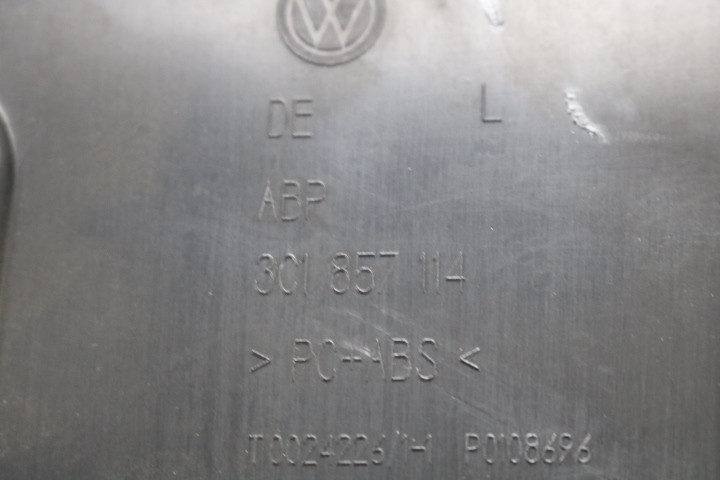 DE L
ABP
3C1 857 114
> PC+ABS <
T0024226/1-1 P0108696